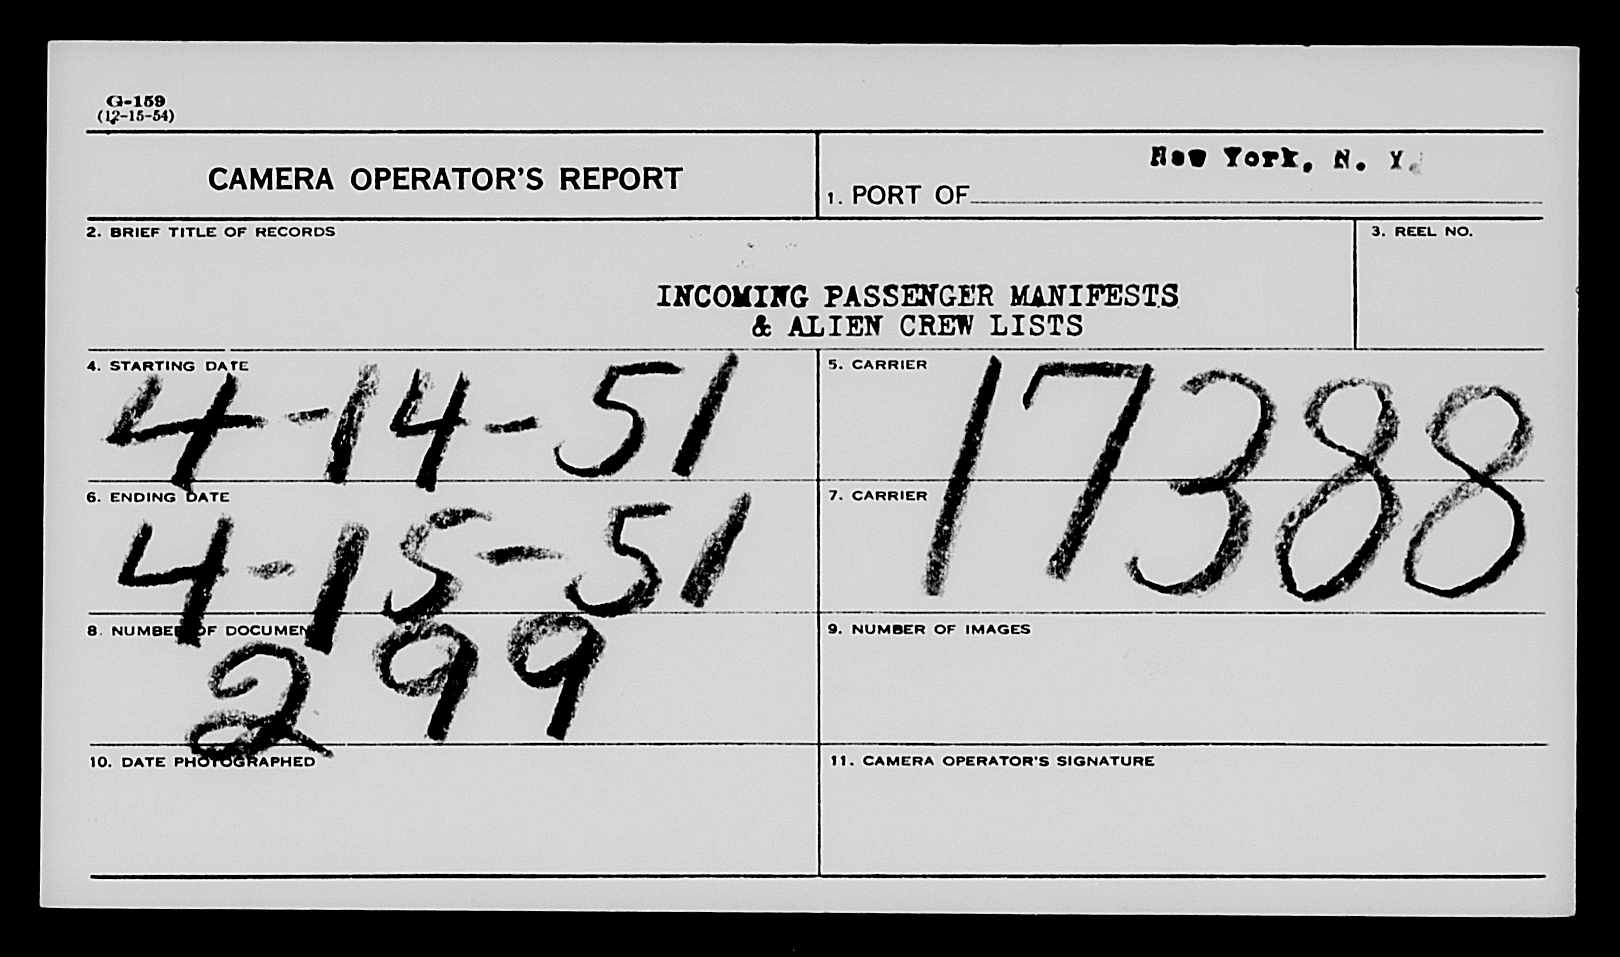 G-159
(12-15-54)
CAMERA OPERATOR'S REPORT
New York, N. Y.
1. PORT OF
2. BRIEF TITLE OF RECORDS
3. REEL NO.
INCOMING PASSENGER MANIFESTS
& ALIEN CREW LISTS
4. STARTING DATE
4-14-51
5. CARRIER
17388
6. ENDING DATE
4-15-51
7. CARRIER
8. NUMBER OF DOCUMEN
299
9. NUMBER OF IMAGES
10. DATE PHOTOGRAPHED
11. CAMERA OPERATOR'S SIGNATURE